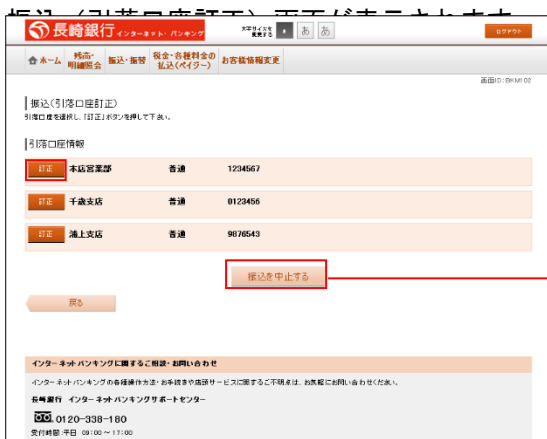 振込（引落口座訂正）画面が表示されます
長崎銀行 インターネット・バンキング
文字サイズを変更する あ あ
ログアウト
ホーム 残高・明細照会 振込・振替 税金・各種料金の払込(ペイジー) お客様情報変更
画面ID:BKM102
振込(引落口座訂正)
引落口座を選択し、「訂正」ボタンを押して下さい。
引落口座情報
訂正 本店営業部 普通 1234567
訂正 千歳支店 普通 0123456
訂正 浦上支店 普通 9876543
振込を中止する
戻る
インターネットバンキングに関するご相談・お問い合わせ
インターネットバンキングの各種操作方法・お手続きや店頭サービスに関するご不明点は、お気軽にお問い合わせください。
長崎銀行 インターネットバンキングサポートセンター
0120-338-180
受付時間:平日 09:00～17:00